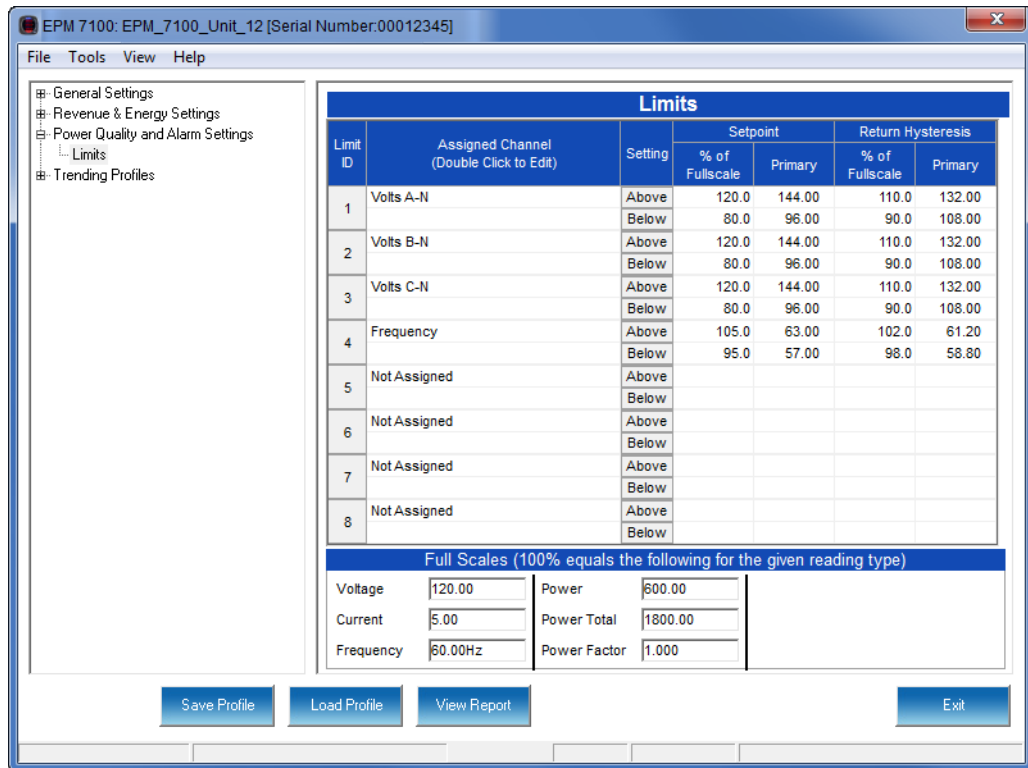 EPM 7100: EPM_7100_Unit_12 [Serial Number:00012345]
File Tools View Help
General Settings
Revenue & Energy Settings
Power Quality and Alarm Settings
Limits
Trending Profiles
Limits
Limit ID
Assigned Channel
(Double Click to Edit)
Setting
Setpoint
Return Hysteresis
% of Fullscale
Primary
% of Fullscale
Primary
1 Volts A-N Above 120.0 144.00 110.0 132.00
Below 80.0 96.00 90.0 108.00
2 Volts B-N Above 120.0 144.00 110.0 132.00
Below 80.0 96.00 90.0 108.00
3 Volts C-N Above 120.0 144.00 110.0 132.00
Below 80.0 96.00 90.0 108.00
4 Frequency Above 105.0 63.00 102.0 61.20
Below 95.0 57.00 98.0 58.80
5 Not Assigned Above
Below
6 Not Assigned Above
Below
7 Not Assigned Above
Below
8 Not Assigned Above
Below
Full Scales (100% equals the following for the given reading type)
Voltage 120.00 Power 600.00
Current 5.00 Power Total 1800.00
Frequency 60.00Hz Power Factor 1.000
Save Profile Load Profile View Report Exit